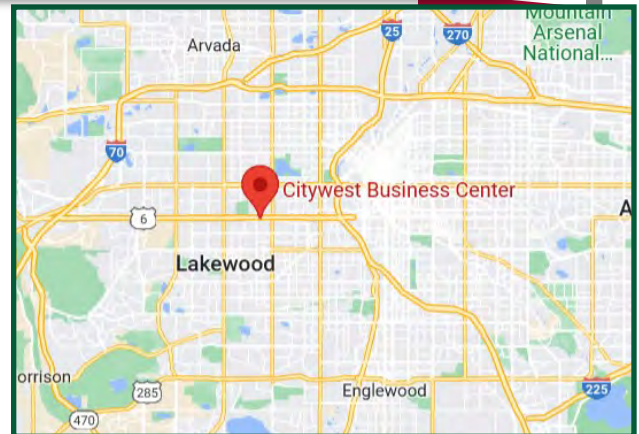 Mountain
Arsenal
National...
25
270
Arvada
70
Citywest Business Center
6
A
Lakewood
orrison
285
Englewood
225
470